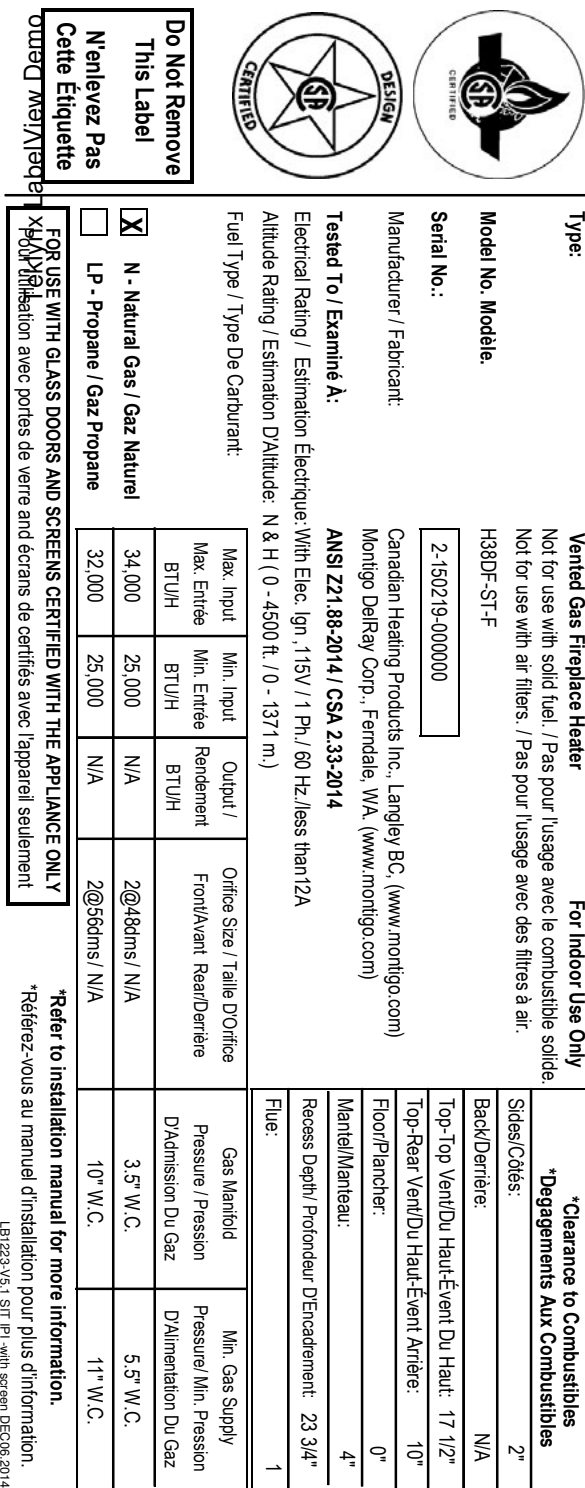 Do Not Remove
This Label
N'enlevez Pas
Cette Étiquette
DESIGN
CERTIFIED
CERTIFIED
LabelView Demo
Type:
Vented Gas Fireplace Heater
For Indoor Use Only
Not for use with solid fuel. / Pas pour l'usage avec le combustible solide.
Not for use with air filters. / Pas pour l'usage avec des filtres à air.
Model No. Modèle.
H38DF-ST-F
Serial No.:
2-150219-000000
Manufacturer / Fabricant:
Canadian Heating Products Inc., Langley BC, (www.montigo.com)
Montigo DelRay Corp., Ferndale, WA. (www.montigo.com)
Tested To / Examiné À:
ANSI Z21.88-2014 / CSA 2.33-2014
Electrical Rating / Estimation Électrique: With Elec. Ign ,115V / 1 Ph./ 60 Hz./less than12A
Altitude Rating / Estimation D'Altitude: N & H ( 0 - 4500 ft. / 0 - 1371 m.)
*Clearance to Combustibles
*Degagements Aux Combustibles
Sides/Côtés: 2"
Back/Derrière: N/A
Top-Top Vent/Du Haut-Évent Du Haut: 17 1/2"
Top-Rear Vent/Du Haut-Évent Arrière: 10"
Floor/Plancher: 0"
Mantel/Manteau: 4"
Recess Depth/ Profondeur D'Encadrement: 23 3/4"
Flue: 1
Fuel Type / Type De Carburant:
Max. Input Min. Input Output / Orifice Size / Taille D'Orifice Gas Manifold Min. Gas Supply
Max. Entrée Min. Entrée Rendement Front/Avant Rear/Derrière Pressure / Pression Pressure/ Min. Pression
BTU/H BTU/H BTU/H D'Admission Du Gaz D'Alimentation Du Gaz
X N - Natural Gas / Gaz Naturel 34,000 25,000 N/A 2@48dms/ N/A 3.5" W.C. 5.5" W.C.
LP - Propane / Gaz Propane 32,000 25,000 N/A 2@56dms/ N/A 10" W.C. 11" W.C.
FOR USE WITH GLASS DOORS AND SCREENS CERTIFIED WITH THE APPLIANCE ONLY
Pour utilisation avec portes de verre and écrans de certifiés avec l'appareil seulement
*Refer to installation manual for more information.
*Référez-vous au manuel d'installation pour plus d'information.
LB1223-V5.1 SIT IPI -with screen DEC06.2014